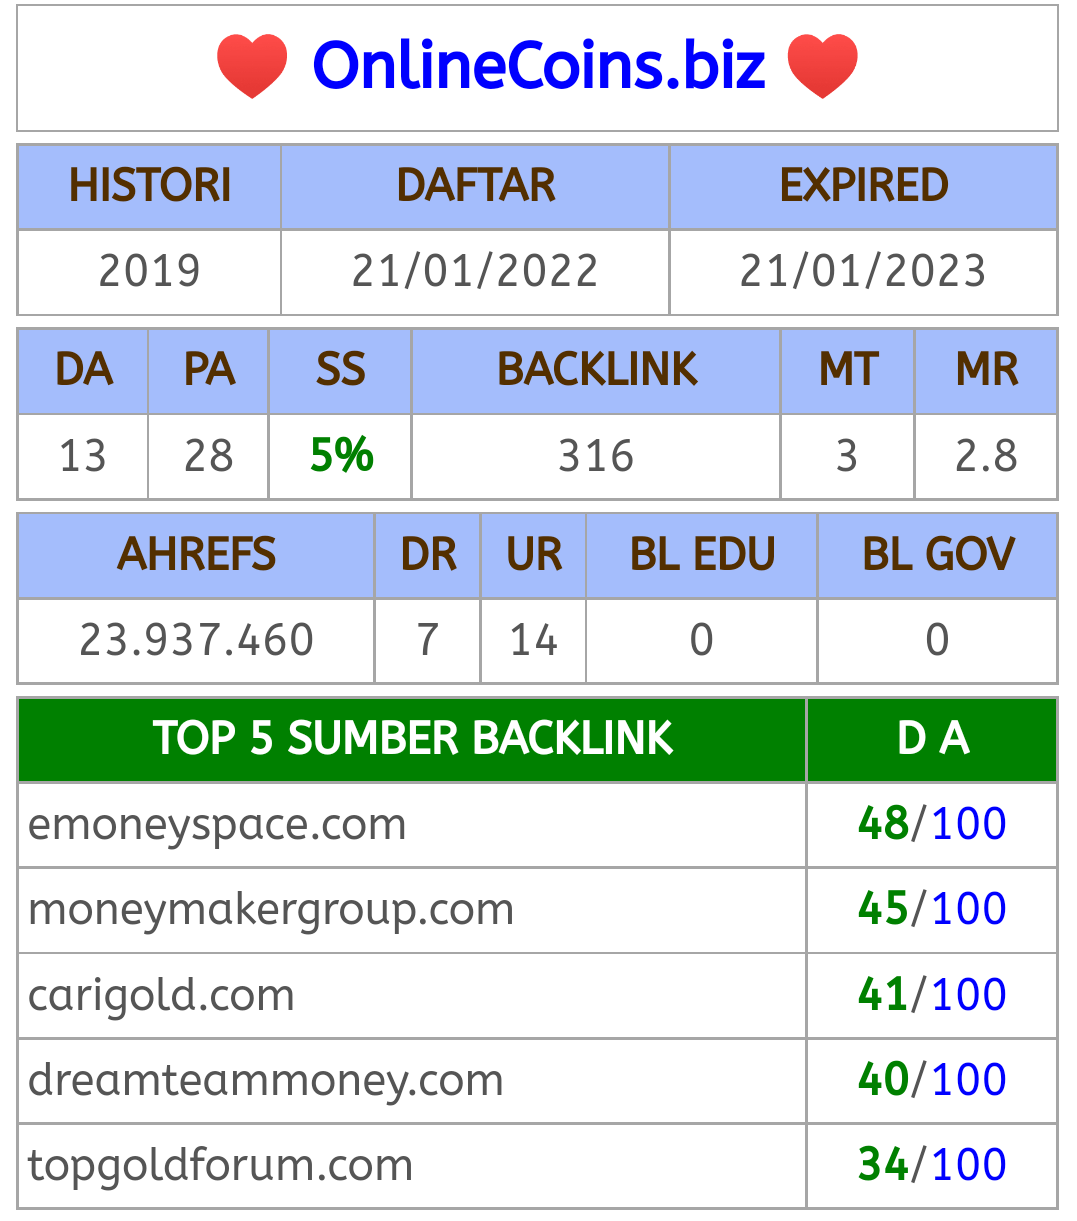 OnlineCoins.biz
HISTORI DAFTAR EXPIRED
2019 21/01/2022 21/01/2023
DA PA SS BACKLINK MT MR
13 28 5% 316 3 2.8
AHREFS DR UR BL EDU BL GOV
23.937.460 7 14 0 0
TOP 5 SUMBER BACKLINK D A
emoneyspace.com 48/100
moneymakergroup.com 45/100
carigold.com 41/100
dreamteammoney.com 40/100
topgoldforum.com 34/100